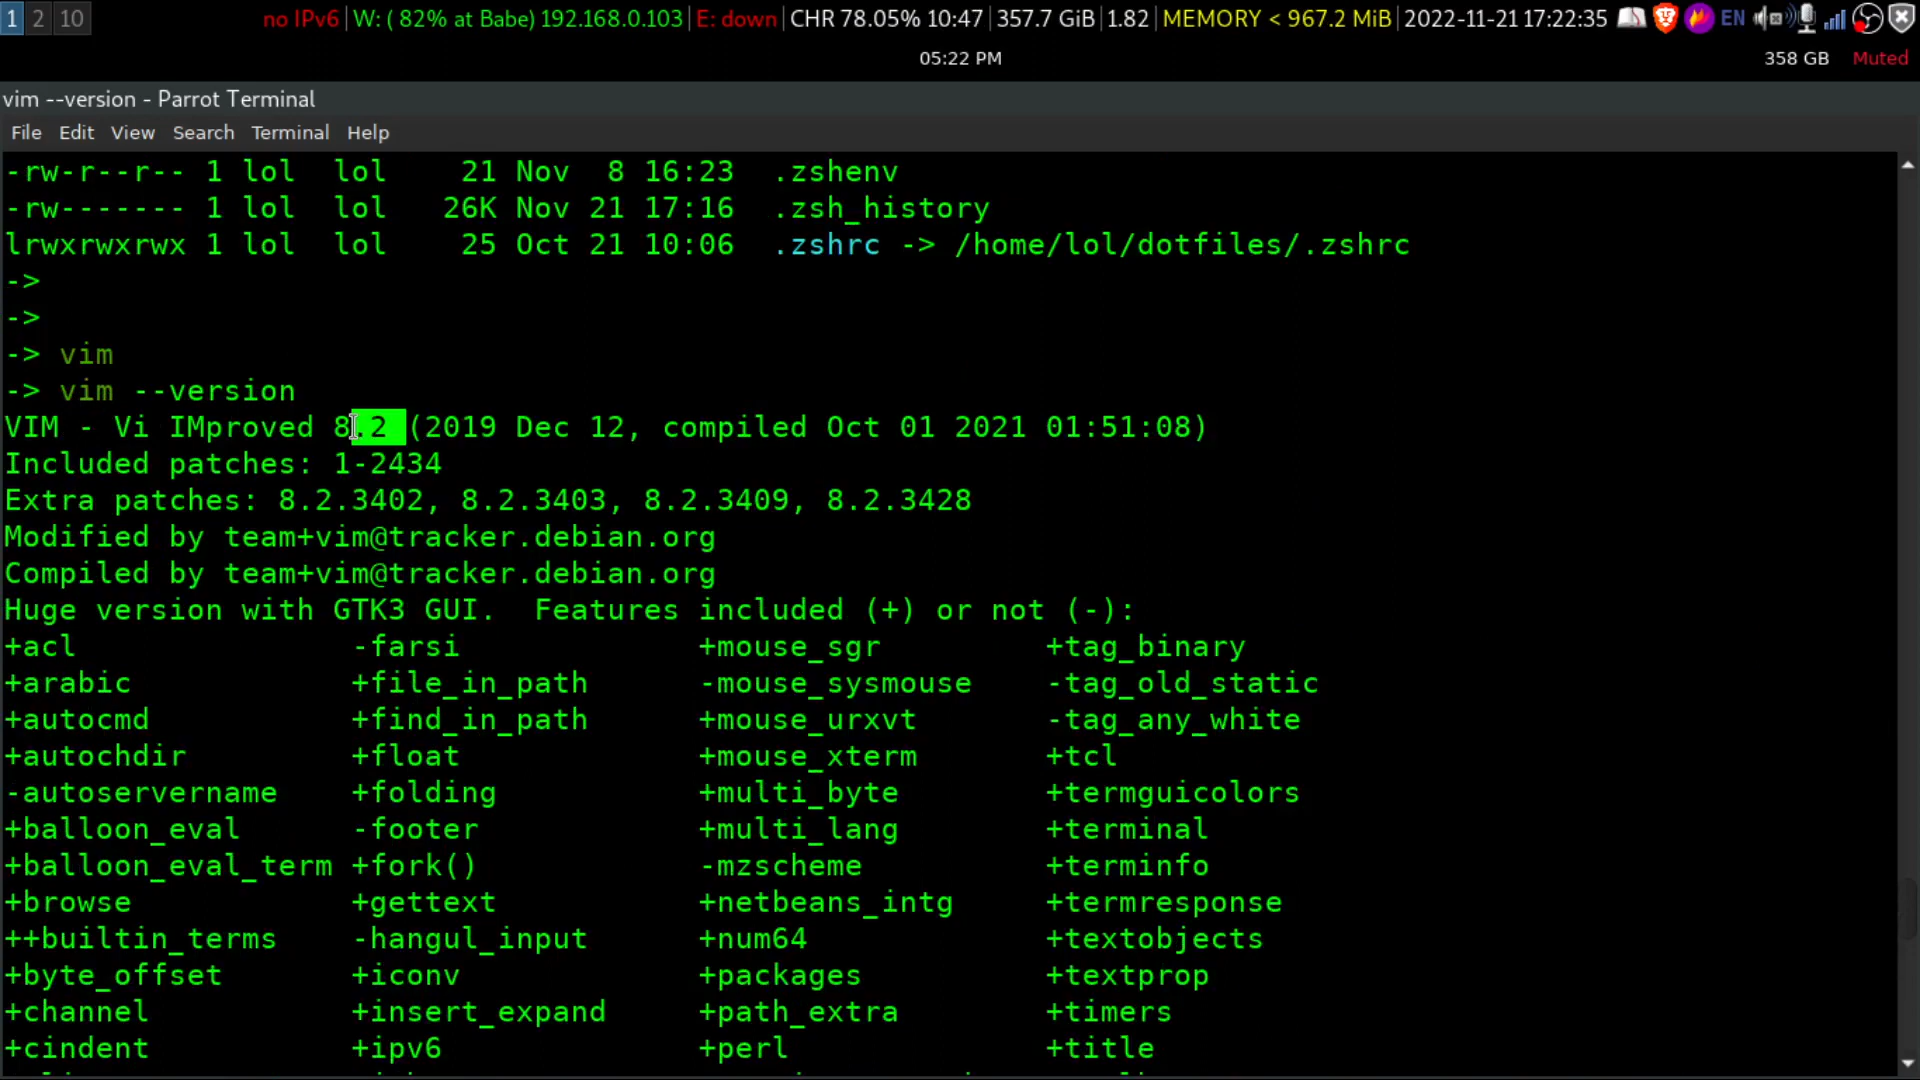 1 2 10 no IPv6 W: ( 82% at Babe) 192.168.0.103 E: down CHR 78.05% 10:47 357.7 GiB 1.82 MEMORY < 967.2 MiB 2022-11-21 17:22:35 EN
05:22 PM 358 GB Muted
vim --version - Parrot Terminal
File Edit View Search Terminal Help
-rw-r--r-- 1 lol lol 21 Nov 8 16:23 .zshenv
-rw------- 1 lol lol 26K Nov 21 17:16 .zsh_history
lrwxrwxrwx 1 lol lol 25 Oct 21 10:06 .zshrc -> /home/lol/dotfiles/.zshrc
->
->
-> vim
-> vim --version
VIM - Vi IMproved 8.2 (2019 Dec 12, compiled Oct 01 2021 01:51:08)
Included patches: 1-2434
Extra patches: 8.2.3402, 8.2.3403, 8.2.3409, 8.2.3428
Modified by team+vim@tracker.debian.org
Compiled by team+vim@tracker.debian.org
Huge version with GTK3 GUI. Features included (+) or not (-):
+acl -farsi +mouse_sgr +tag_binary
+arabic +file_in_path -mouse_sysmouse -tag_old_static
+autocmd +find_in_path +mouse_urxvt -tag_any_white
+autochdir +float +mouse_xterm +tcl
-autoservername +folding +multi_byte +termguicolors
+balloon_eval -footer +multi_lang +terminal
+balloon_eval_term +fork() -mzscheme +terminfo
+browse +gettext +netbeans_intg +termresponse
++builtin_terms -hangul_input +num64 +textobjects
+byte_offset +iconv +packages +textprop
+channel +insert_expand +path_extra +timers
+cindent +ipv6 +perl +title